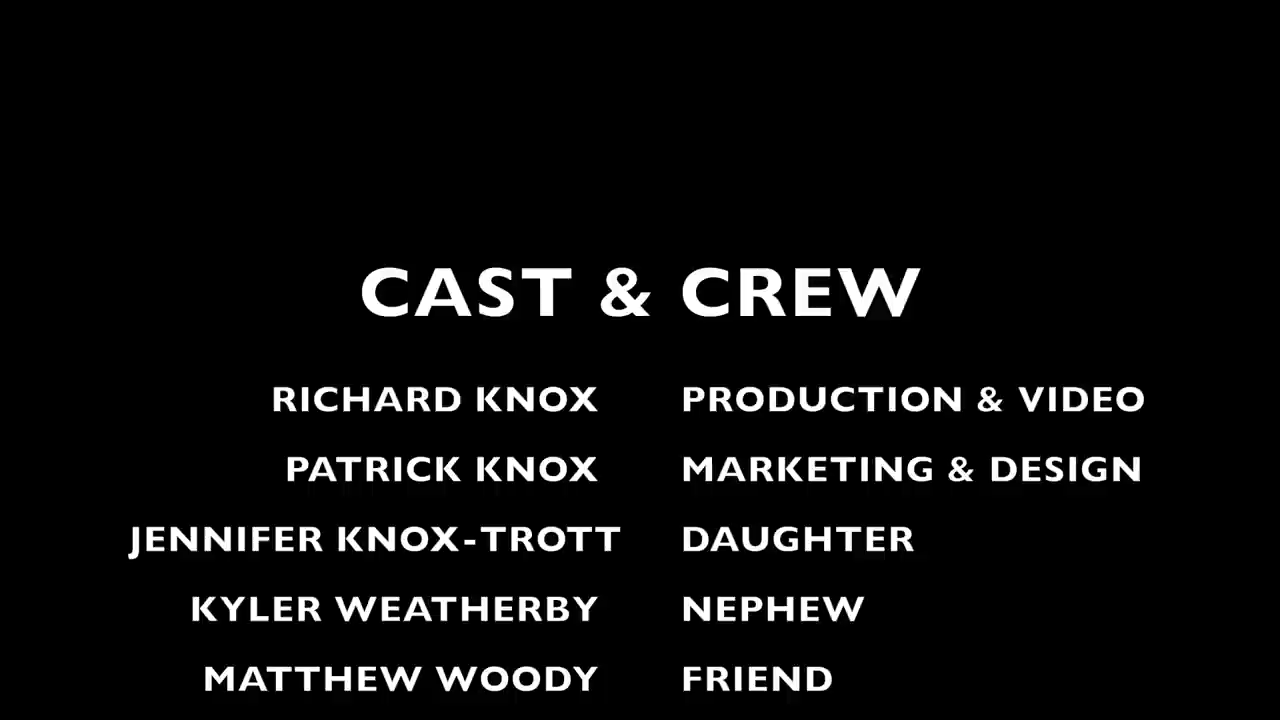 CAST & CREW
RICHARD KNOX PRODUCTION & VIDEO
PATRICK KNOX MARKETING & DESIGN
JENNIFER KNOX-TROTT DAUGHTER
KYLER WEATHERBY NEPHEW
MATTHEW WOODY FRIEND